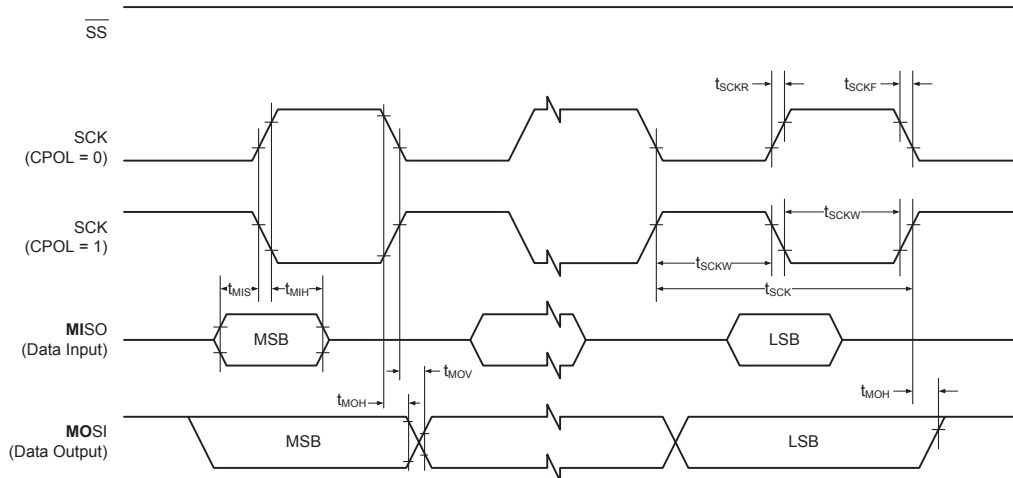 SS
tSCKR
tSCKF
SCK
(CPOL = 0)
SCK
(CPOL = 1)
tSCKW
tSCKW
tMIS
tMIH
tSCK
MISO
(Data Input)
MSB
LSB
tMOV
tMOH
tMOH
MOSI
(Data Output)
MSB
LSB